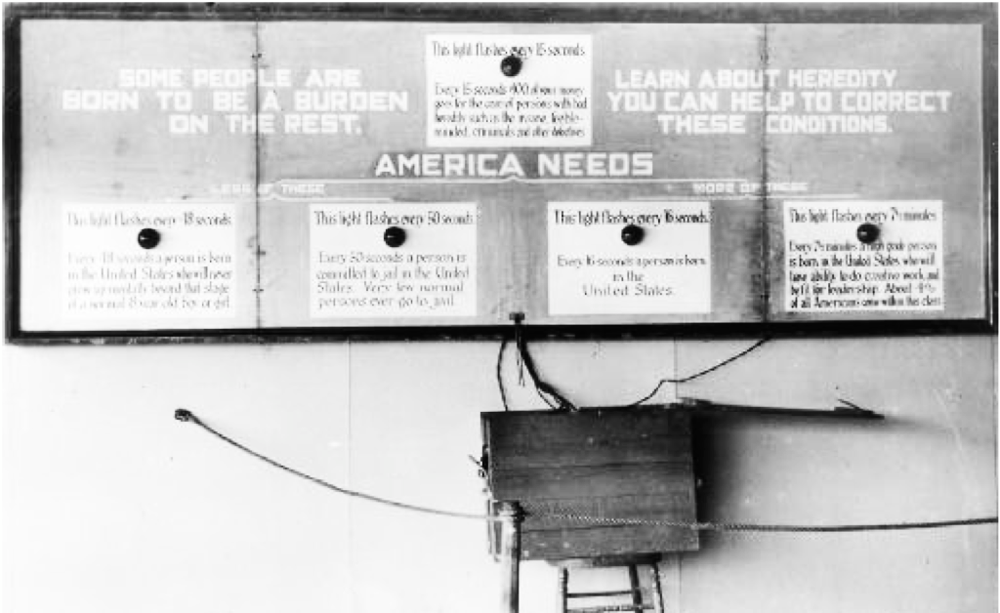 SOME PEOPLE ARE
BORN TO BE A BURDEN
ON THE REST.
This light flashes every 15 seconds.
Every 15 seconds $100 of your money
goes for the care of persons with bad
heredity such as the insane, feeble-
minded, criminals and other defectives
LEARN ABOUT HEREDITY
YOU CAN HELP TO CORRECT
THESE CONDITIONS.
AMERICA NEEDS
LESS OF THESE
MORE OF THESE
This light flashes every 48 seconds.
Every 48 seconds a person is born
in the United States who will never
grow up mentally beyond that stage
of a normal 8 year old boy or girl.
This light flashes every 50 seconds.
Every 50 seconds a person is
committed to jail in the United
States. Very few normal
persons ever go to jail.
This light flashes every 16 seconds.
Every 16 seconds a person is born
in the
United States.
This light flashes every 7½ minutes
Every 7½ minutes a high grade person
is born in the United States who will
have ability to do creative work and
be fit for leadership. About 4%
of all Americans come within this class